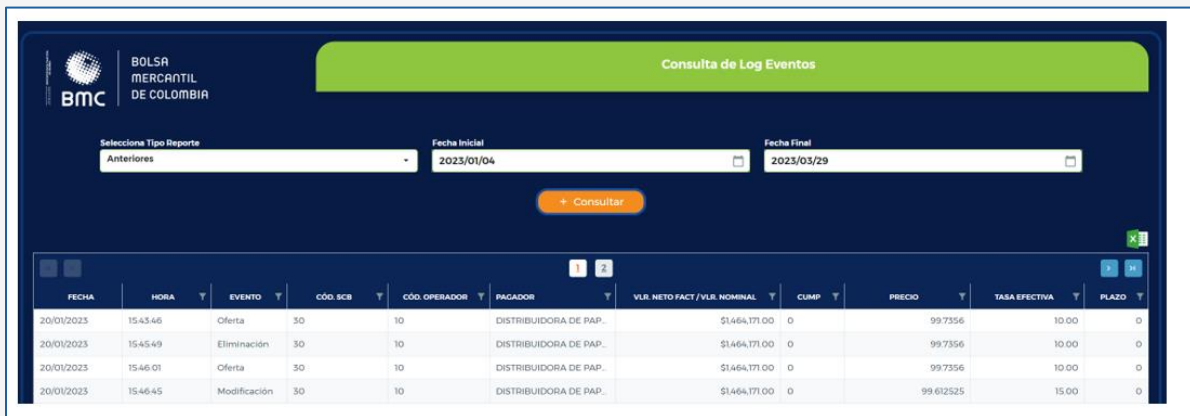 BOLSA
MERCANTIL
DE COLOMBIA
BMC
Consulta de Log Eventos
Selecciona Tipo Reporte Fecha Inicial Fecha Final
Anteriores 2023/01/04 2023/03/29
+ Consultar
1 2
FECHA HORA EVENTO CÓD. SCB CÓD. OPERADOR PAGADOR VLR. NETO FACT / VLR. NOMINAL CUMP PRECIO TASA EFECTIVA PLAZO
20/01/2023 15:43:46 Oferta 30 10 DISTRIBUIDORA DE PAP... $1,464,171.00 0 99.7356 10.00 0
20/01/2023 15:45:49 Eliminación 30 10 DISTRIBUIDORA DE PAP... $1,464,171.00 0 99.7356 10.00 0
20/01/2023 15:46:01 Oferta 30 10 DISTRIBUIDORA DE PAP... $1,464,171.00 0 99.7356 10.00 0
20/01/2023 15:46:45 Modificación 30 10 DISTRIBUIDORA DE PAP... $1,464,171.00 0 99.612525 15.00 0